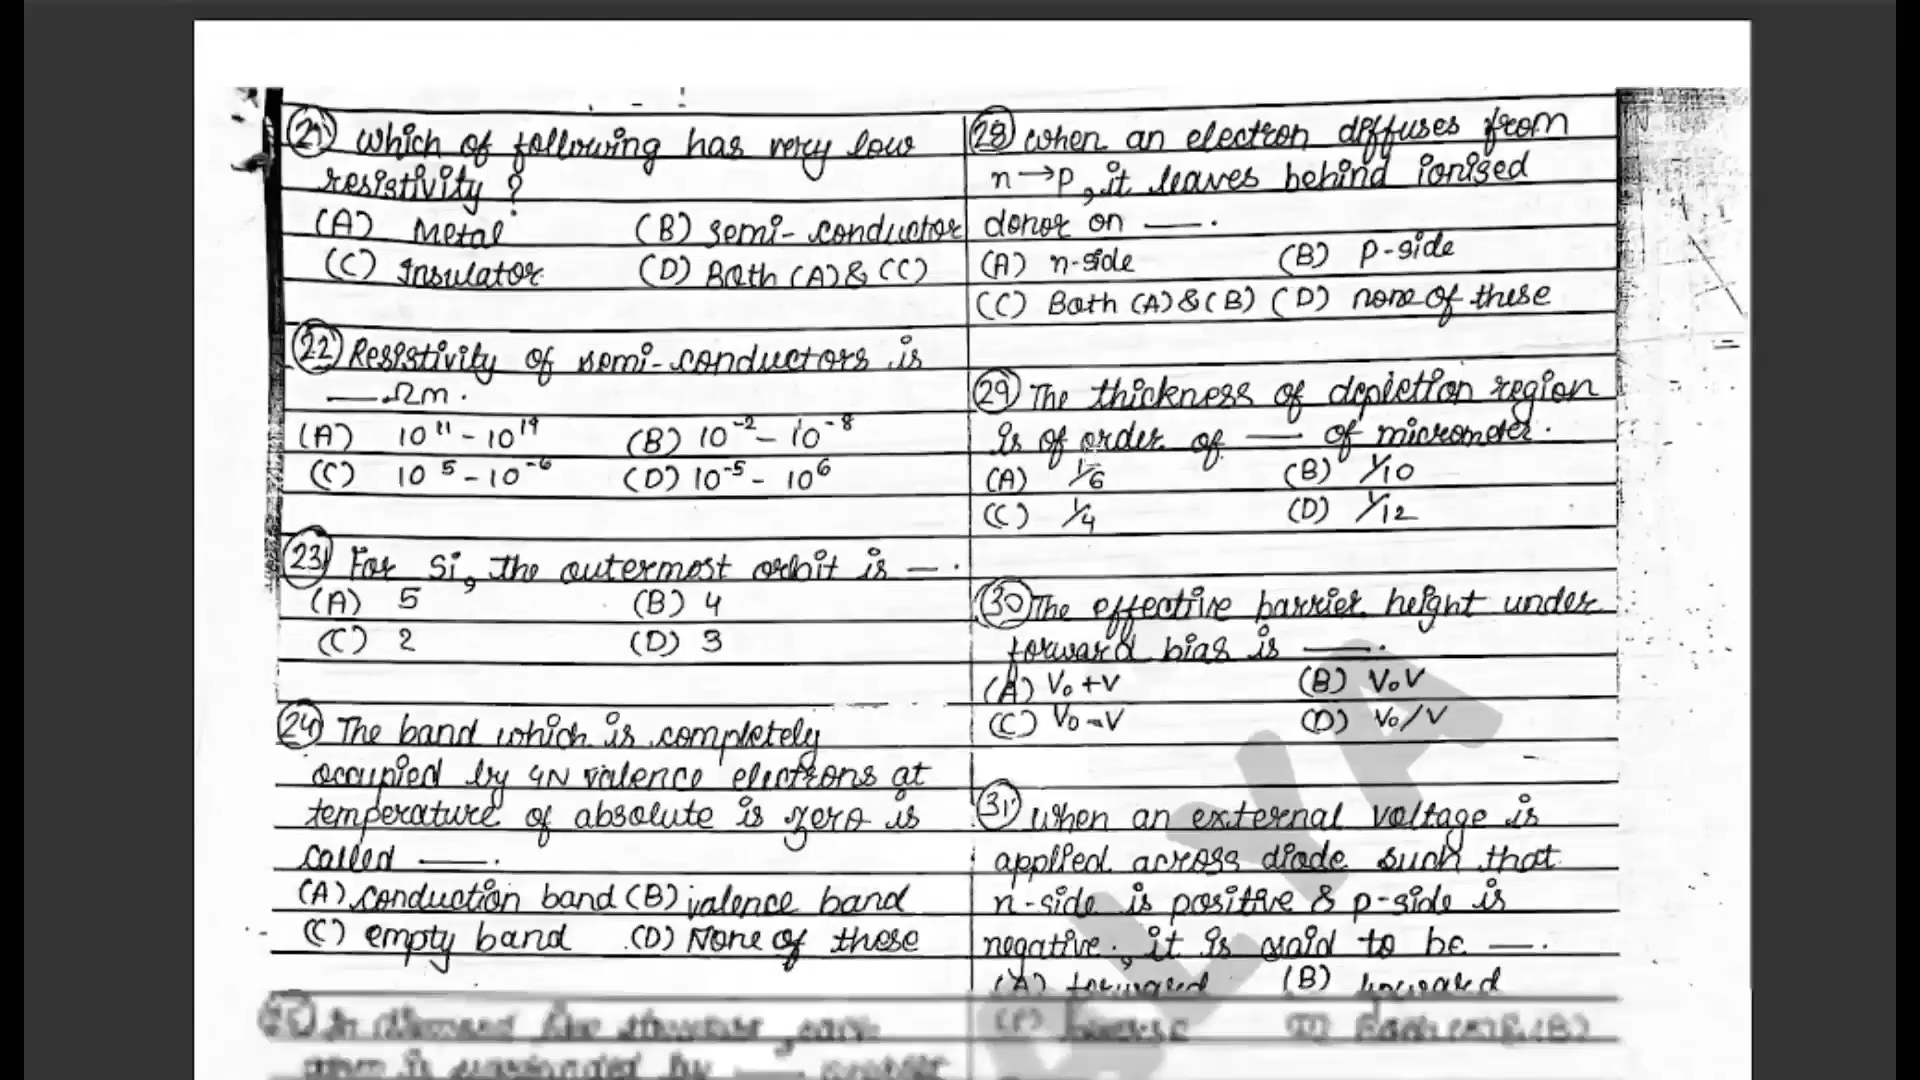 21) Which of following has very low
resistivity ?
(A) Metal (B) semi-conductor
(C) Insulator (D) Both (A) & (C)
22) Resistivity of semi-conductors is
— Ωm.
(A) 10¹¹ - 10¹⁹ (B) 10⁻² - 10⁻⁸
(C) 10⁵ - 10⁻⁶ (D) 10⁻⁵ - 10⁶
23) For Si, the outermost orbit is —.
(A) 5 (B) 4
(C) 2 (D) 3
24) The band which is completely
occupied by 4N valence electrons at
temperature of absolute is zero is
called —.
(A) conduction band (B) valence band
(C) empty band (D) None of these
28) when an electron diffuses from
n→p, it leaves behind ionised
donor on —.
(A) n-side (B) p-side
(C) Both (A) & (B) (D) none of these
29) The thickness of depletion region
is of order of — of micrometer.
(A) 1/6 (B) 1/10
(C) 1/4 (D) 1/12
30) The effective barrier height under
forward bias is —.
(A) V₀+V (B) V₀V
(C) V₀-V (D) V₀/V
31) when an external voltage is
applied across diode such that
n-side is positive & p-side is
negative, it is said to be —.
(A) forward (B)